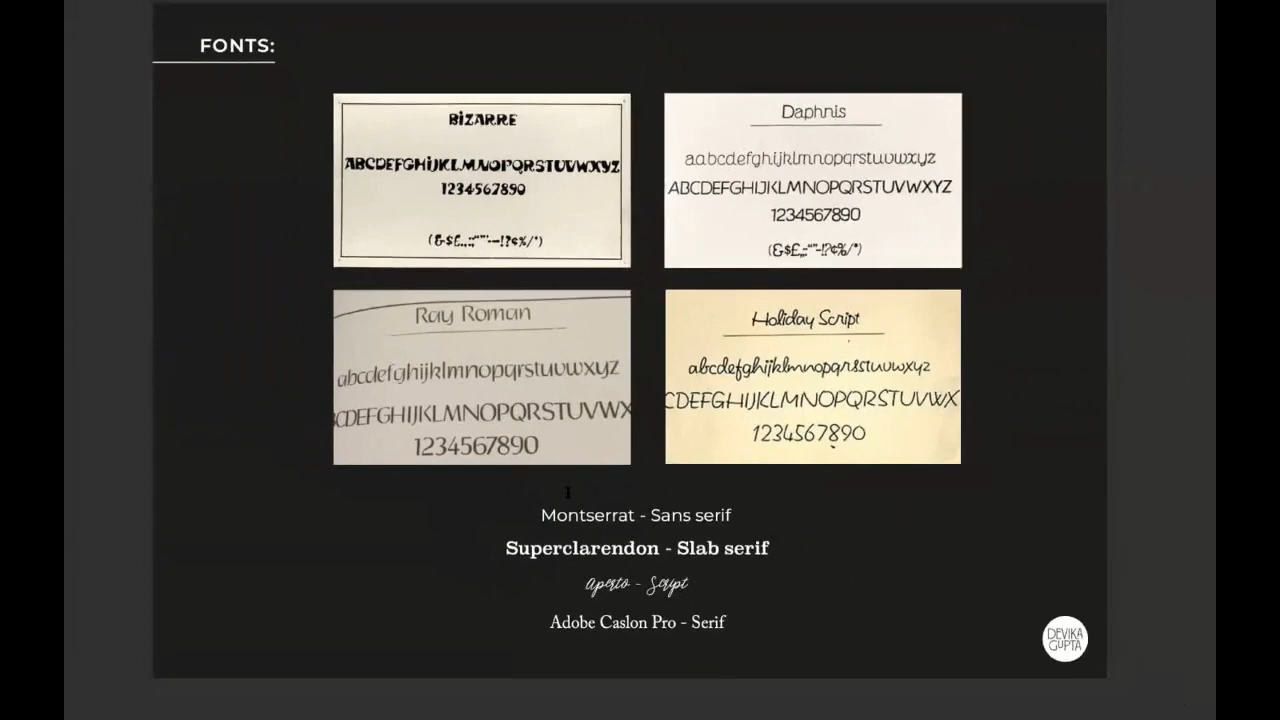 FONTS:
BiZARRE
ABCDEFGHiJKLMNOPQRSTUVWXYZ
1234567890
(&$£.,:;“”‘’-–!?¢%/*)
Daphnis
aabcdefghijklmnopqrstuvwxyz
ABCDEFGHIJKLMNOPQRSTUVWXYZ
1234567890
(&$£.,:;“”-!?¢%/*)
Ray Roman
abcdefghijklmnopqrstuvwxyz
CDEFGHIJKLMNOPQRSTUVWX
1234567890
Holiday Script
abcdefghijklmnopqrsstuvwxyz
CDEFGHIJKLMNOPQRSTUVWX
1234567890
Montserrat - Sans serif
Superclarendon - Slab serif
Aperto - Script
Adobe Caslon Pro - Serif
DEVIKA
GUPTA